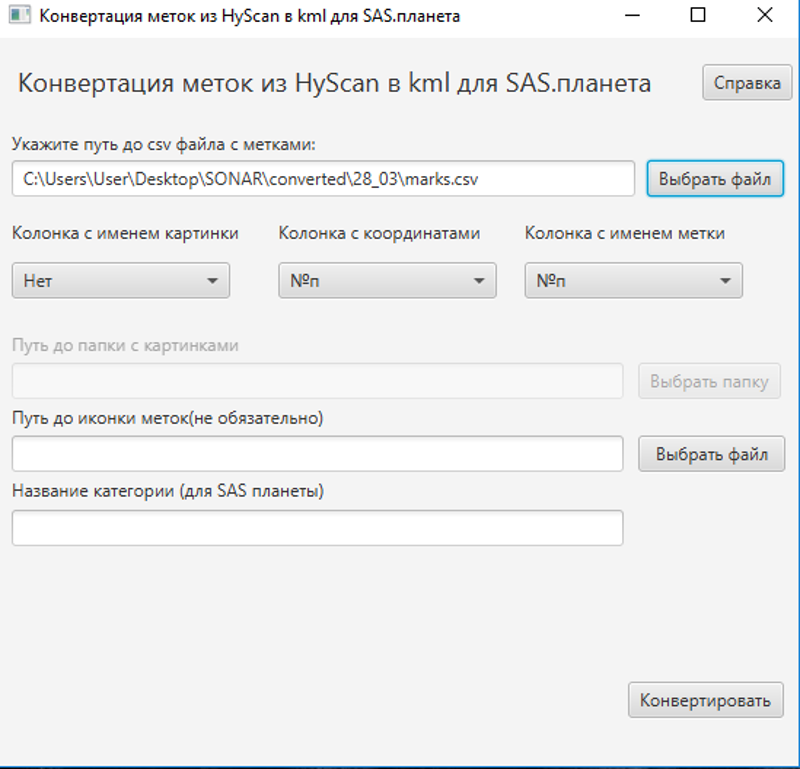 Конвертация меток из HyScan в kml для SAS.планета
Конвертация меток из HyScan в kml для SAS.планета
Справка
Укажите путь до csv файла с метками:
C:\Users\User\Desktop\SONAR\converted\28_03\marks.csv
Выбрать файл
Колонка с именем картинки
Колонка с координатами
Колонка с именем метки
Нет
№п
№п
Путь до папки с картинками
Выбрать папку
Путь до иконки меток(не обязательно)
Выбрать файл
Название категории (для SAS планеты)
Конвертировать